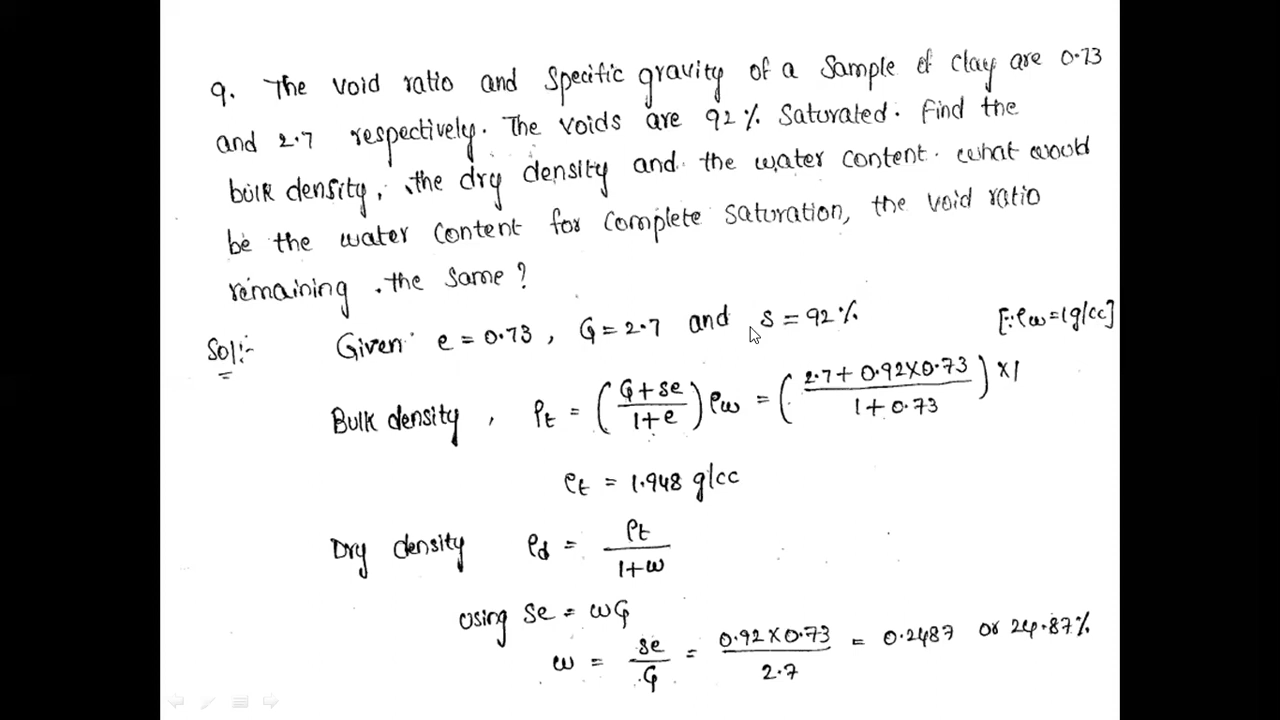 9. The void ratio and specific gravity of a sample of clay are 0.73
and 2.7 respectively. The voids are 92% saturated. Find the
bulk density, the dry density and the water content. what would
be the water content for complete saturation, the void ratio
remaining the same?
Sol:- Given e = 0.73, G = 2.7 and s = 92% [∵ρw=1g/cc]
Bulk density, ρt = (G+se / 1+e) ρw = (2.7+0.92×0.73 / 1+0.73) ×1
ρt = 1.948 g/cc
Dry density ρd = ρt / 1+w
using se = wG
w = se / G = 0.92×0.73 / 2.7 = 0.2487 or 24.87%